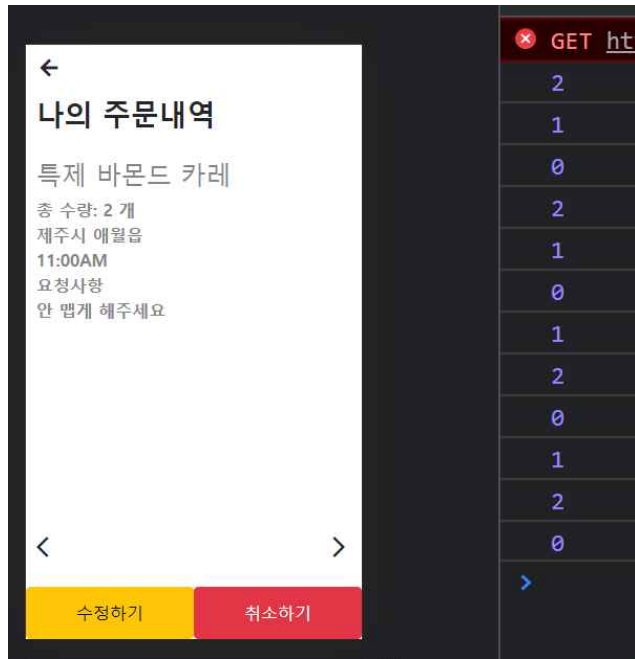 나의 주문내역
특제 바몬드 카레
총 수량: 2 개
제주시 애월읍
11:00AM
요청사항
안 맵게 해주세요
수정하기
취소하기
GET ht
2
1
0
2
1
0
1
2
0
1
2
0